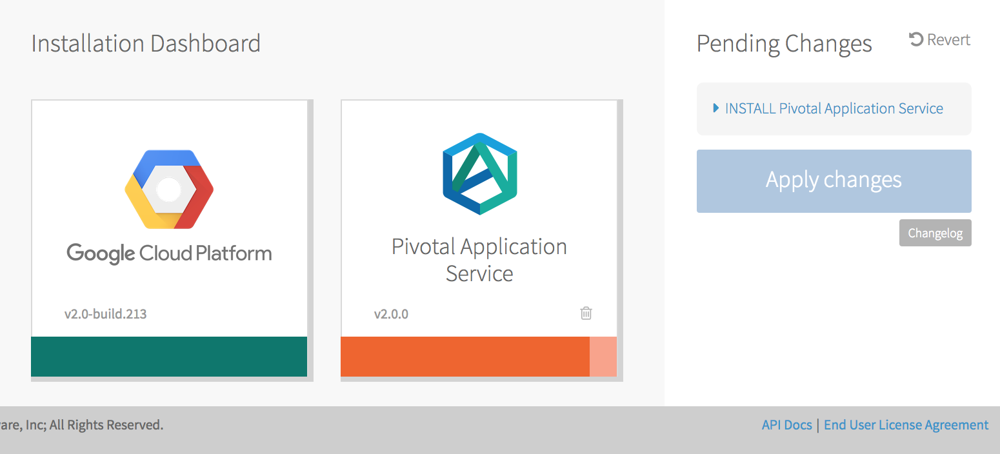 Installation Dashboard
Pending Changes
Revert
INSTALL Pivotal Application Service
Apply changes
Changelog
Google Cloud Platform
v2.0-build.213
Pivotal Application
Service
v2.0.0
Inc; All Rights Reserved.
API Docs | End User License Agreement